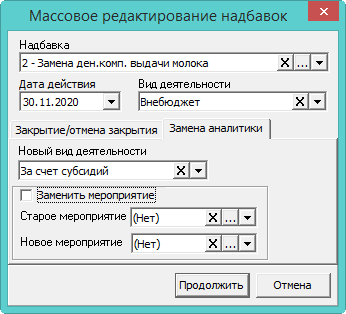 Массовое редактирование надбавок
Надбавка
2 - Замена ден.комп. выдачи молока
Дата действия Вид деятельности
30.11.2020 Внебюджет
Закрытие/отмена закрытия Замена аналитики
Новый вид деятельности
За счет субсидий
Заменить мероприятие
Старое мероприятие (Нет)
Новое мероприятие (Нет)
Продолжить Отмена